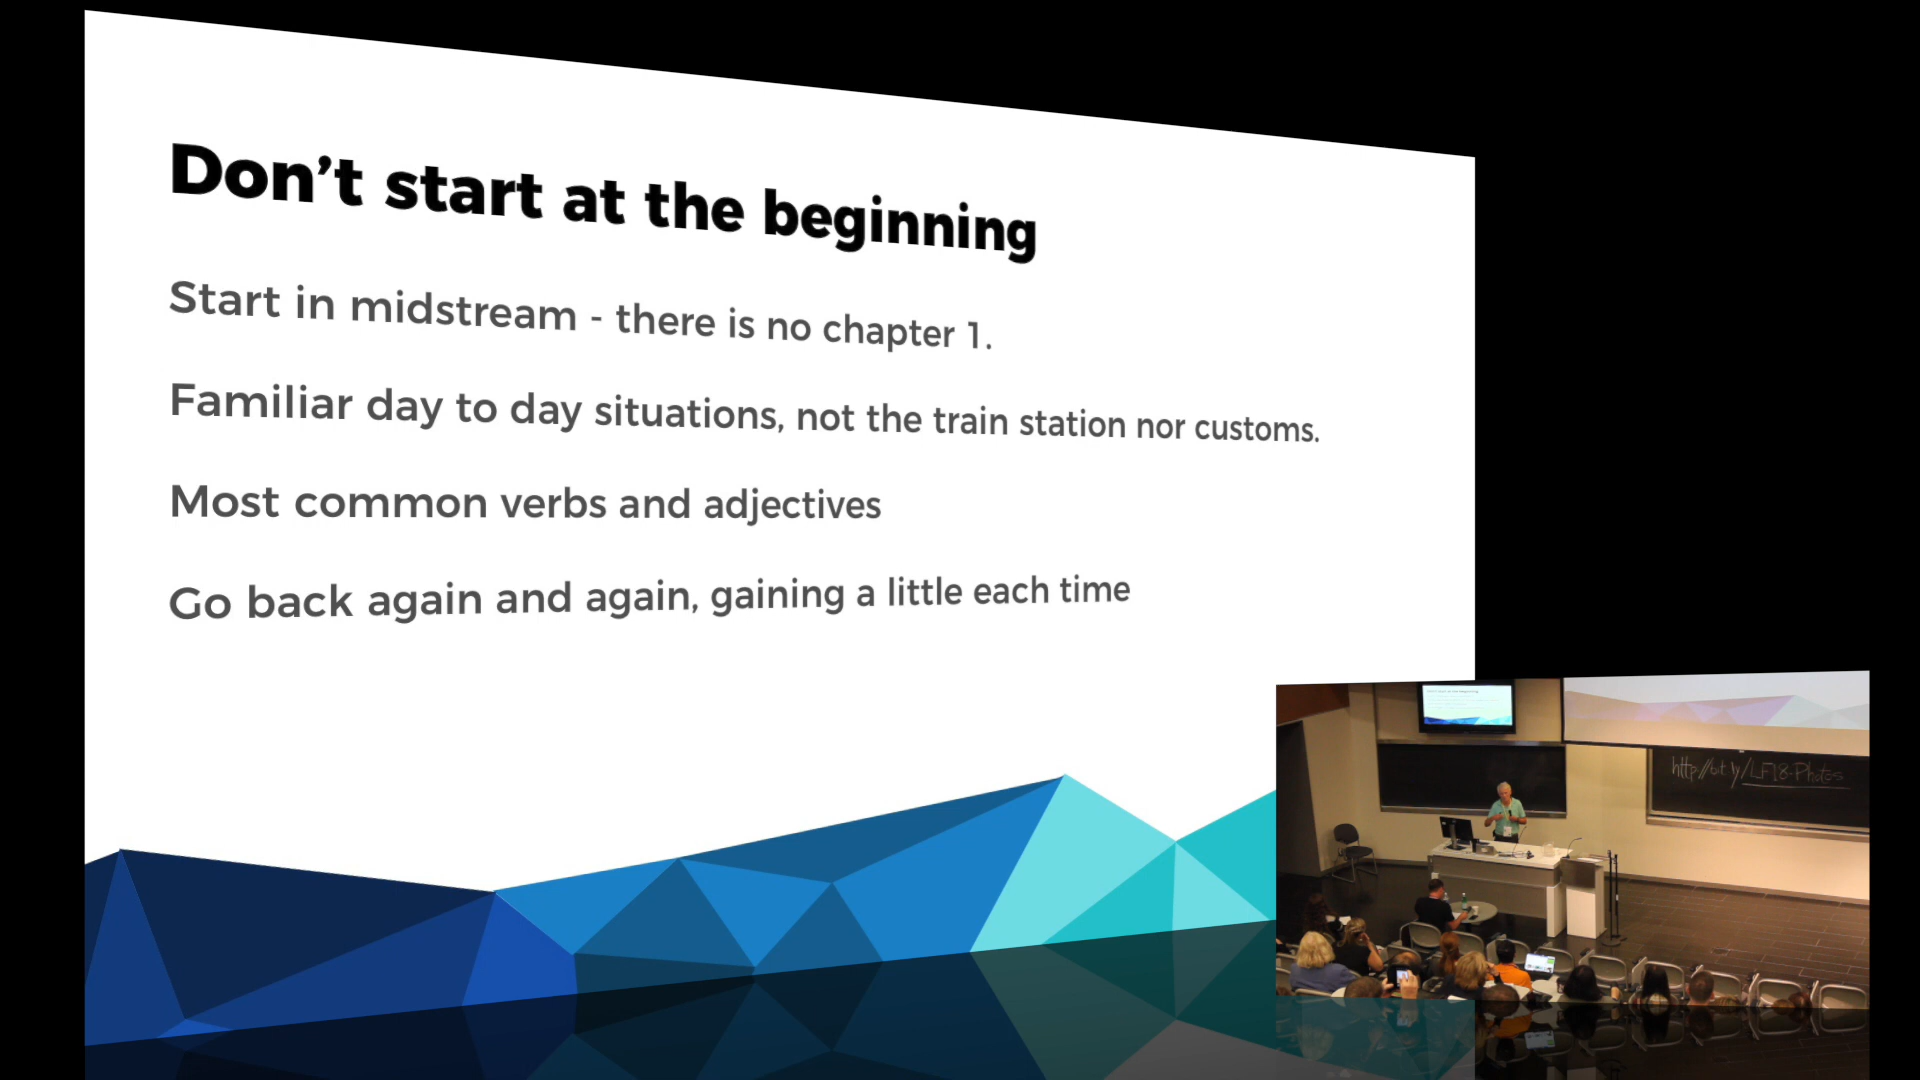 Don’t start at the beginning
Start in midstream - there is no chapter 1.
Familiar day to day situations, not the train station nor customs.
Most common verbs and adjectives
Go back again and again, gaining a little each time
http://bit.ly/LF18-Photos